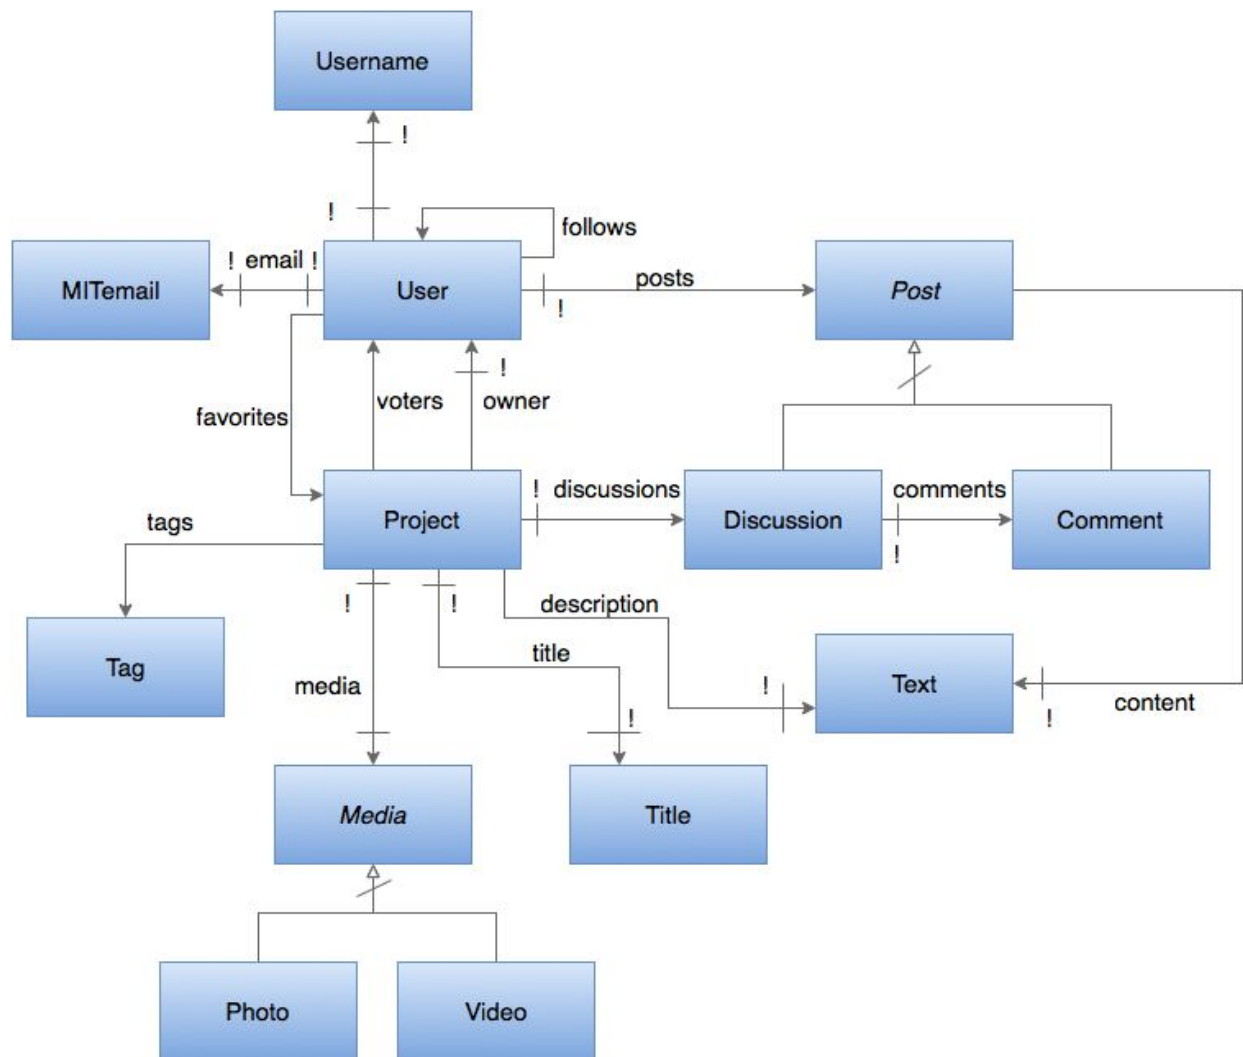 Username
!
!
follows
! email !
MITemail
User
posts
Post
!
!
favorites
voters
owner
! discussions
comments
Project
Discussion
Comment
!
tags
!
!
description
Tag
title
Text
media
!
!
!
content
Media
Title
Photo
Video